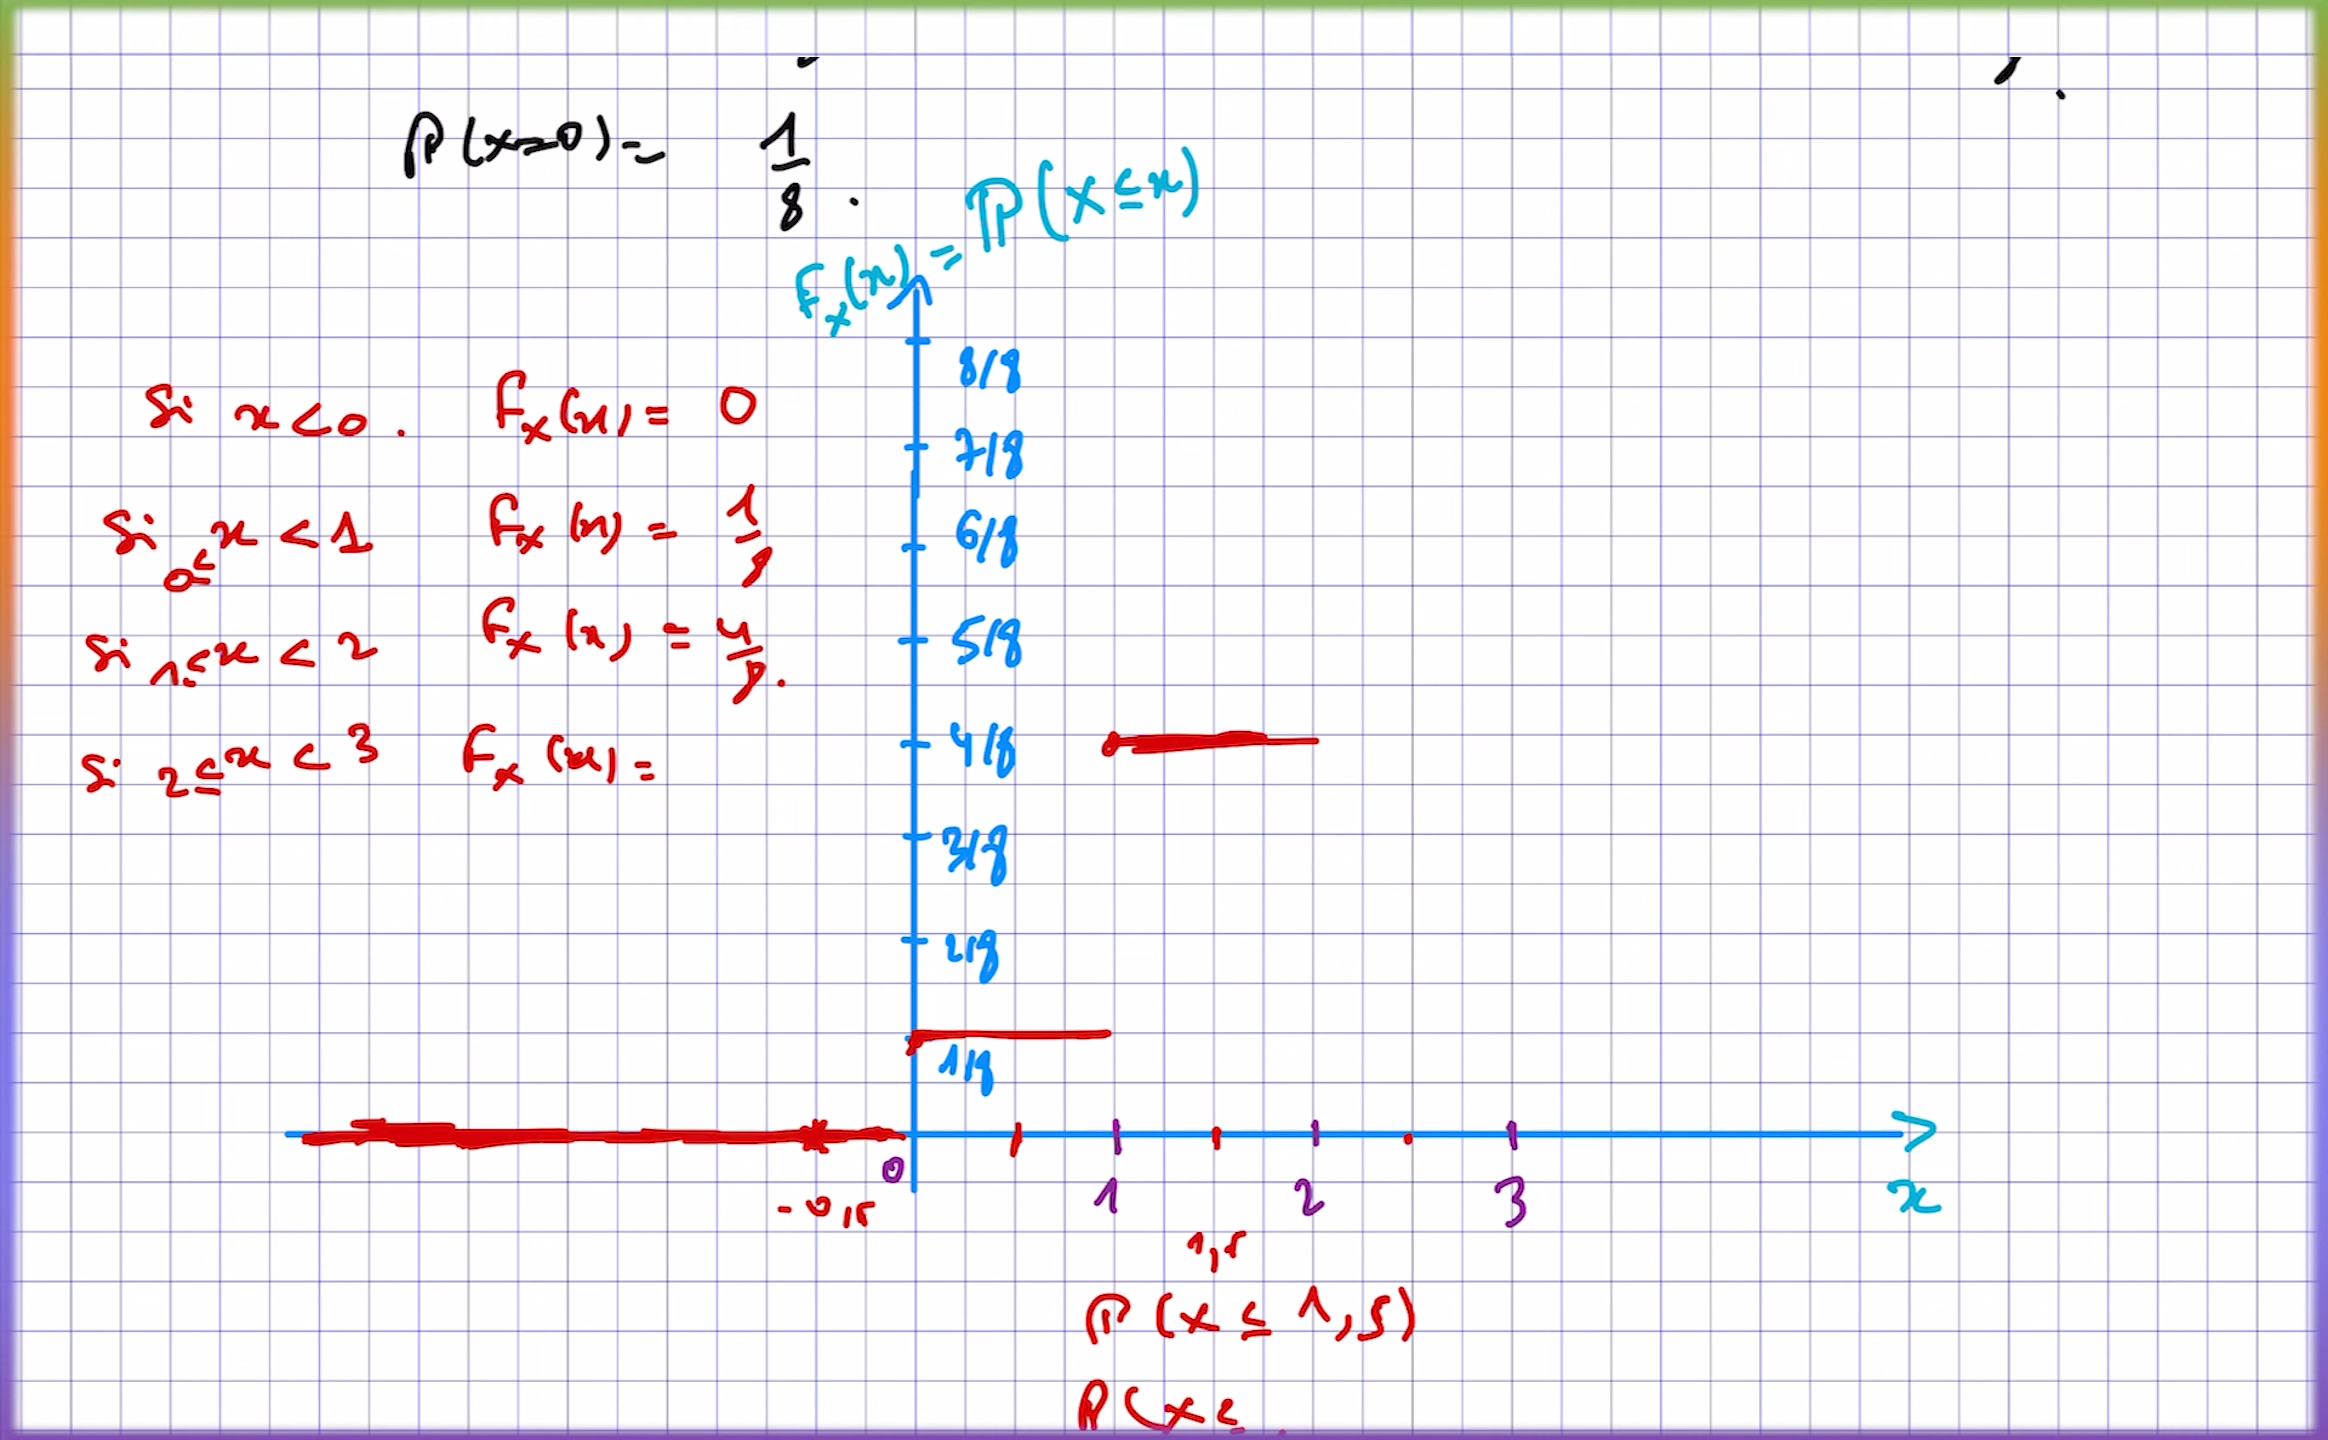 P(X=0) = 1/8 .
F_X(x) = P(X ≤ x)
Si x < 0 . F_X(x) = 0
Si 0 ≤ x < 1 F_X(x) = 1/8
Si 1 ≤ x < 2 F_X(x) = 4/8 .
Si 2 ≤ x < 3 F_X(x) =
8/8
7/8
6/8
5/8
4/8
3/8
2/8
1/8
0
-0,5
1 2 3 x
1,5
P(X ≤ 1,5)
P(X ≤